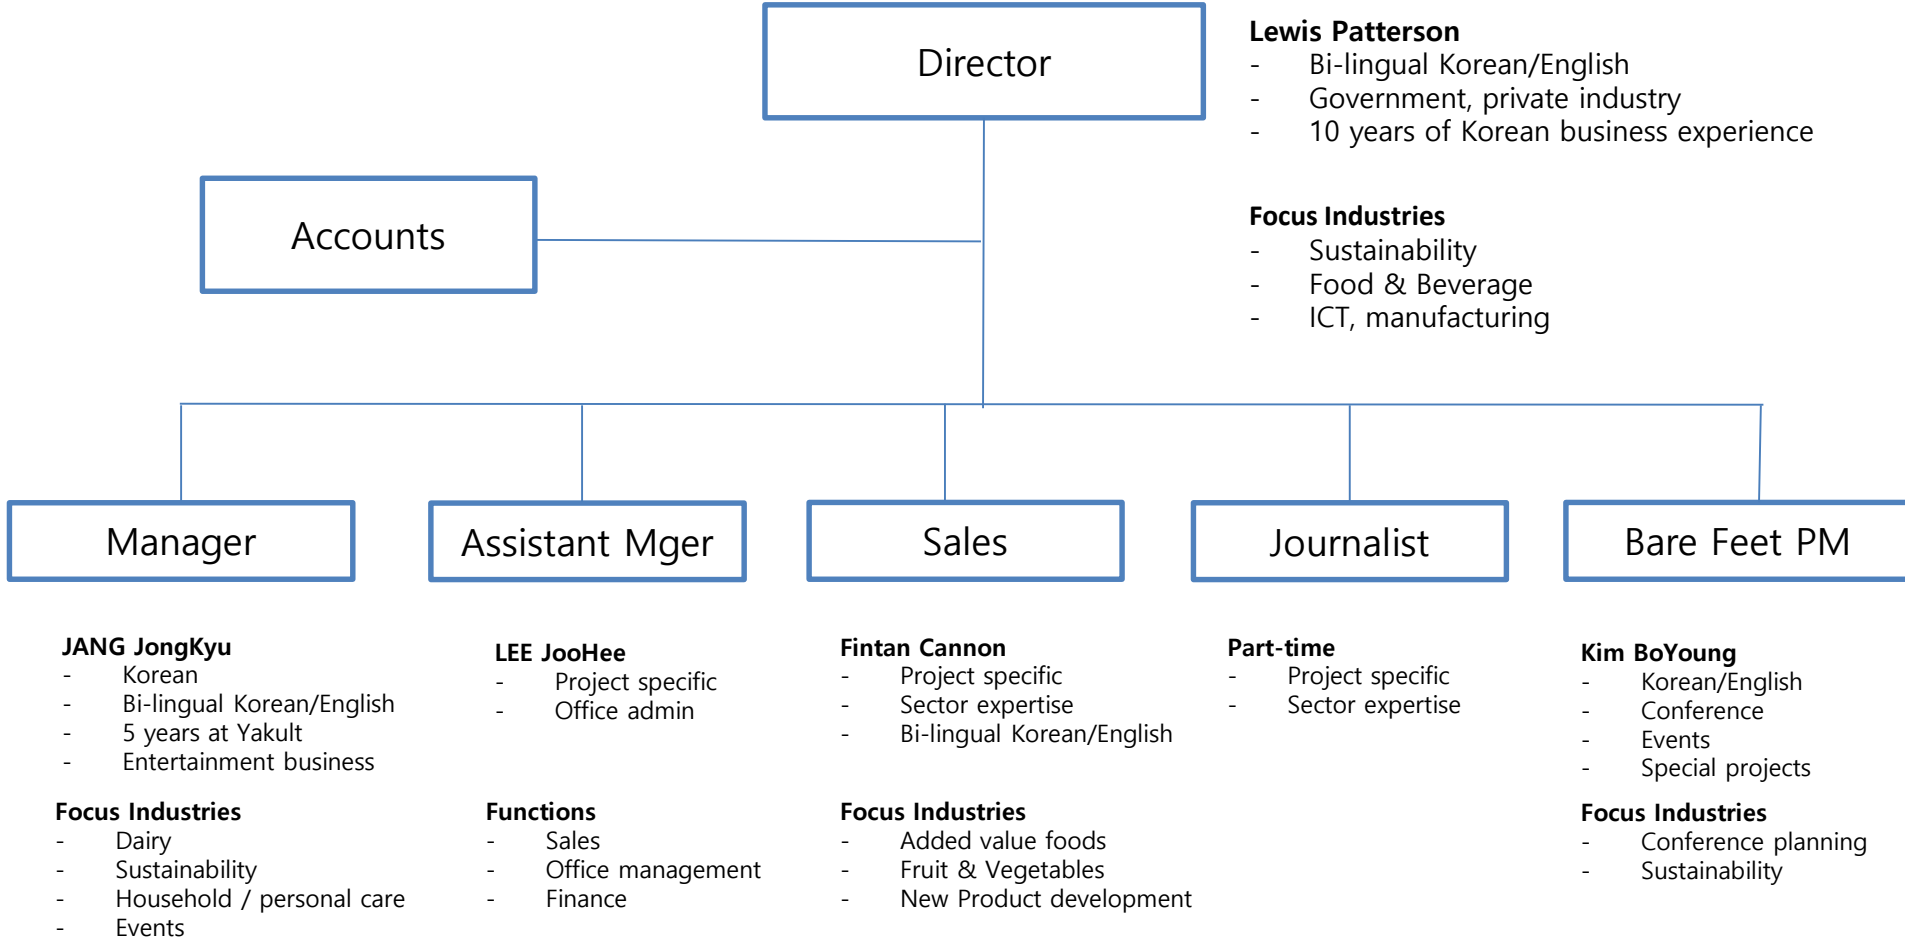 Director
Lewis Patterson
- Bi-lingual Korean/English
- Government, private industry
- 10 years of Korean business experience
Accounts
Focus Industries
- Sustainability
- Food & Beverage
- ICT, manufacturing
Manager
Assistant Mger
Sales
Journalist
Bare Feet PM
JANG JongKyu
- Korean
- Bi-lingual Korean/English
- 5 years at Yakult
- Entertainment business
Focus Industries
- Dairy
- Sustainability
- Household / personal care
- Events
LEE JooHee
- Project specific
- Office admin
Functions
- Sales
- Office management
- Finance
Fintan Cannon
- Project specific
- Sector expertise
- Bi-lingual Korean/English
Focus Industries
- Added value foods
- Fruit & Vegetables
- New Product development
Part-time
- Project specific
- Sector expertise
Kim BoYoung
- Korean/English
- Conference
- Events
- Special projects
Focus Industries
- Conference planning
- Sustainability